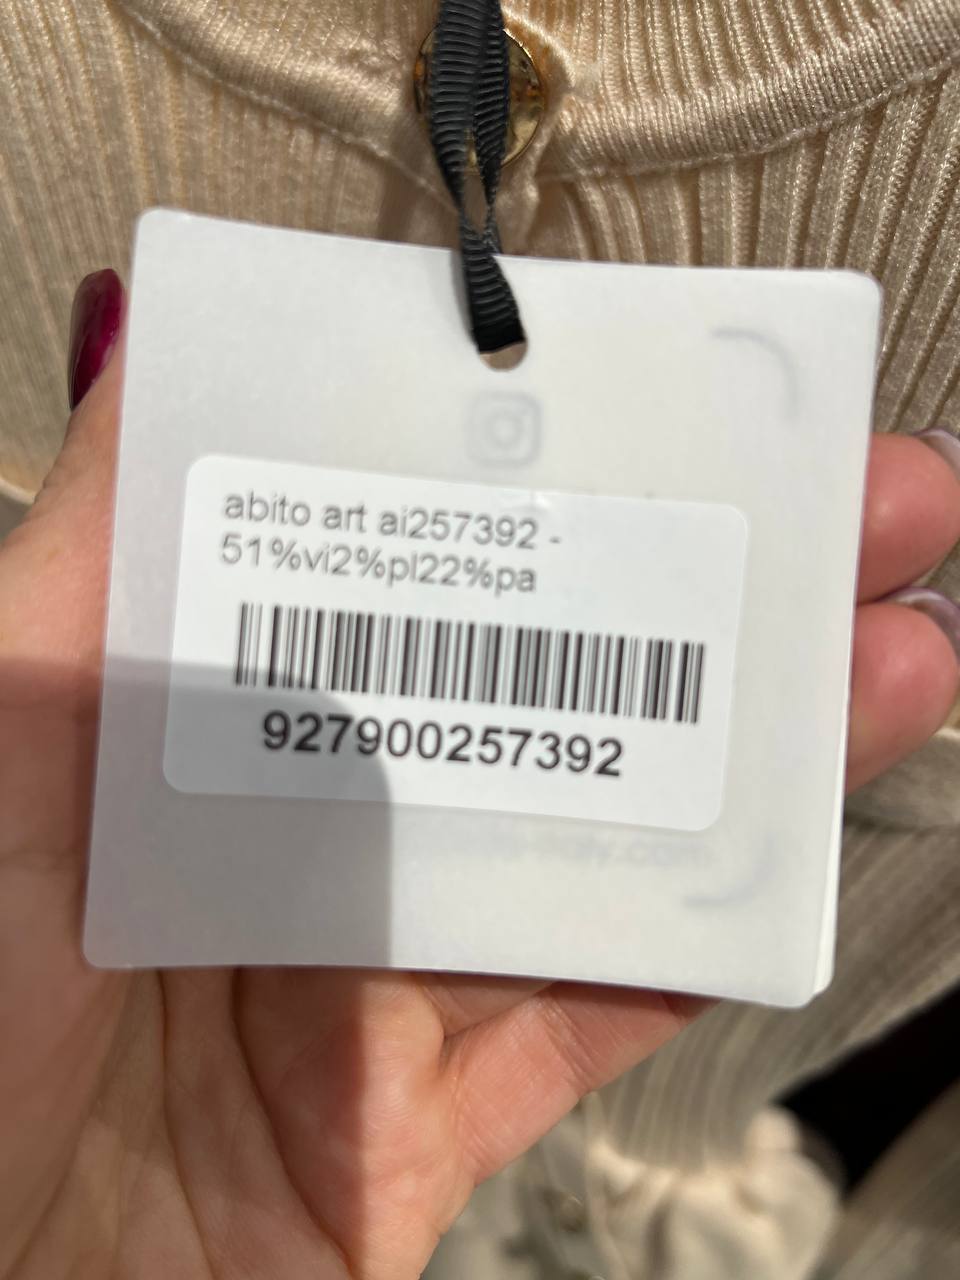 abito art ai257392 -
51%vi2%pl22%pa
927900257392